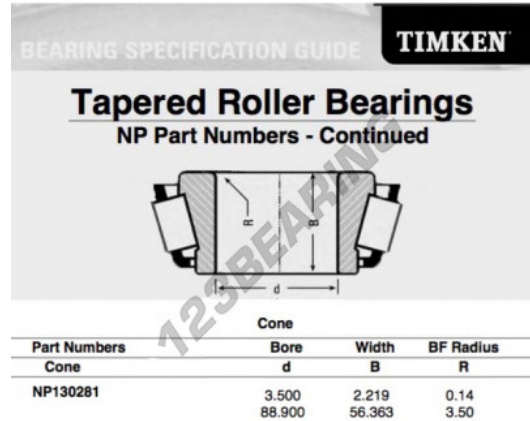 BEARING SPECIFICATION GUIDE
TIMKEN
Tapered Roller Bearings
NP Part Numbers - Continued
R
B
d
123BEARING
Cone
Part Numbers Bore Width BF Radius
Cone d B R
NP130281 3.500 2.219 0.14
88.900 56.363 3.50